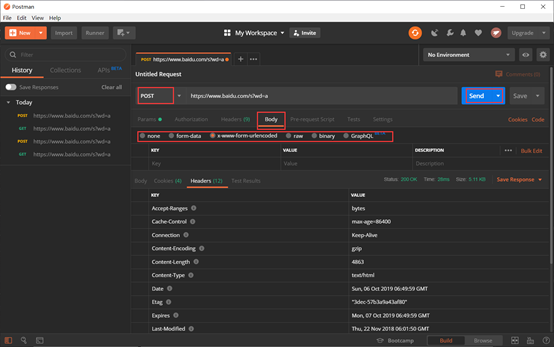 Postman
File Edit View Help
New Import Runner My Workspace Invite Upgrade
Filter
History Collections APIs BETA
Save Responses Clear all
Today
POST https://www.baidu.com/s?wd=a
GET https://www.baidu.com/s?wd=a
POST https://www.baidu.com/s?wd=a
GET https://www.baidu.com/s?wd=a
POST https://www.baidu.com/s?wd=a No Environment
Untitled Request Comments (0)
POST https://www.baidu.com/s?wd=a Send Save
Params Authorization Headers (9) Body Pre-request Script Tests Settings Cookies Code
none form-data x-www-form-urlencoded raw binary GraphQL BETA
KEY VALUE DESCRIPTION Bulk Edit
Key Value Description
Body Cookies (4) Headers (12) Test Results Status: 200 OK Time: Size: 5.11 KB Save Response
KEY VALUE
Accept-Ranges bytes
Cache-Control max-age=86400
Connection Keep-Alive
Content-Encoding gzip
Content-Length 4863
Content-Type text/html
Date Sun, 06 Oct 2019 06:49:59 GMT
Etag "3dec-57b3a9a43af80"
Expires Mon, 07 Oct 2019 06:49:59 GMT
Last-Modified Thu, 22 Nov 2018 06:01:50 GMT
Bootcamp Build Browse